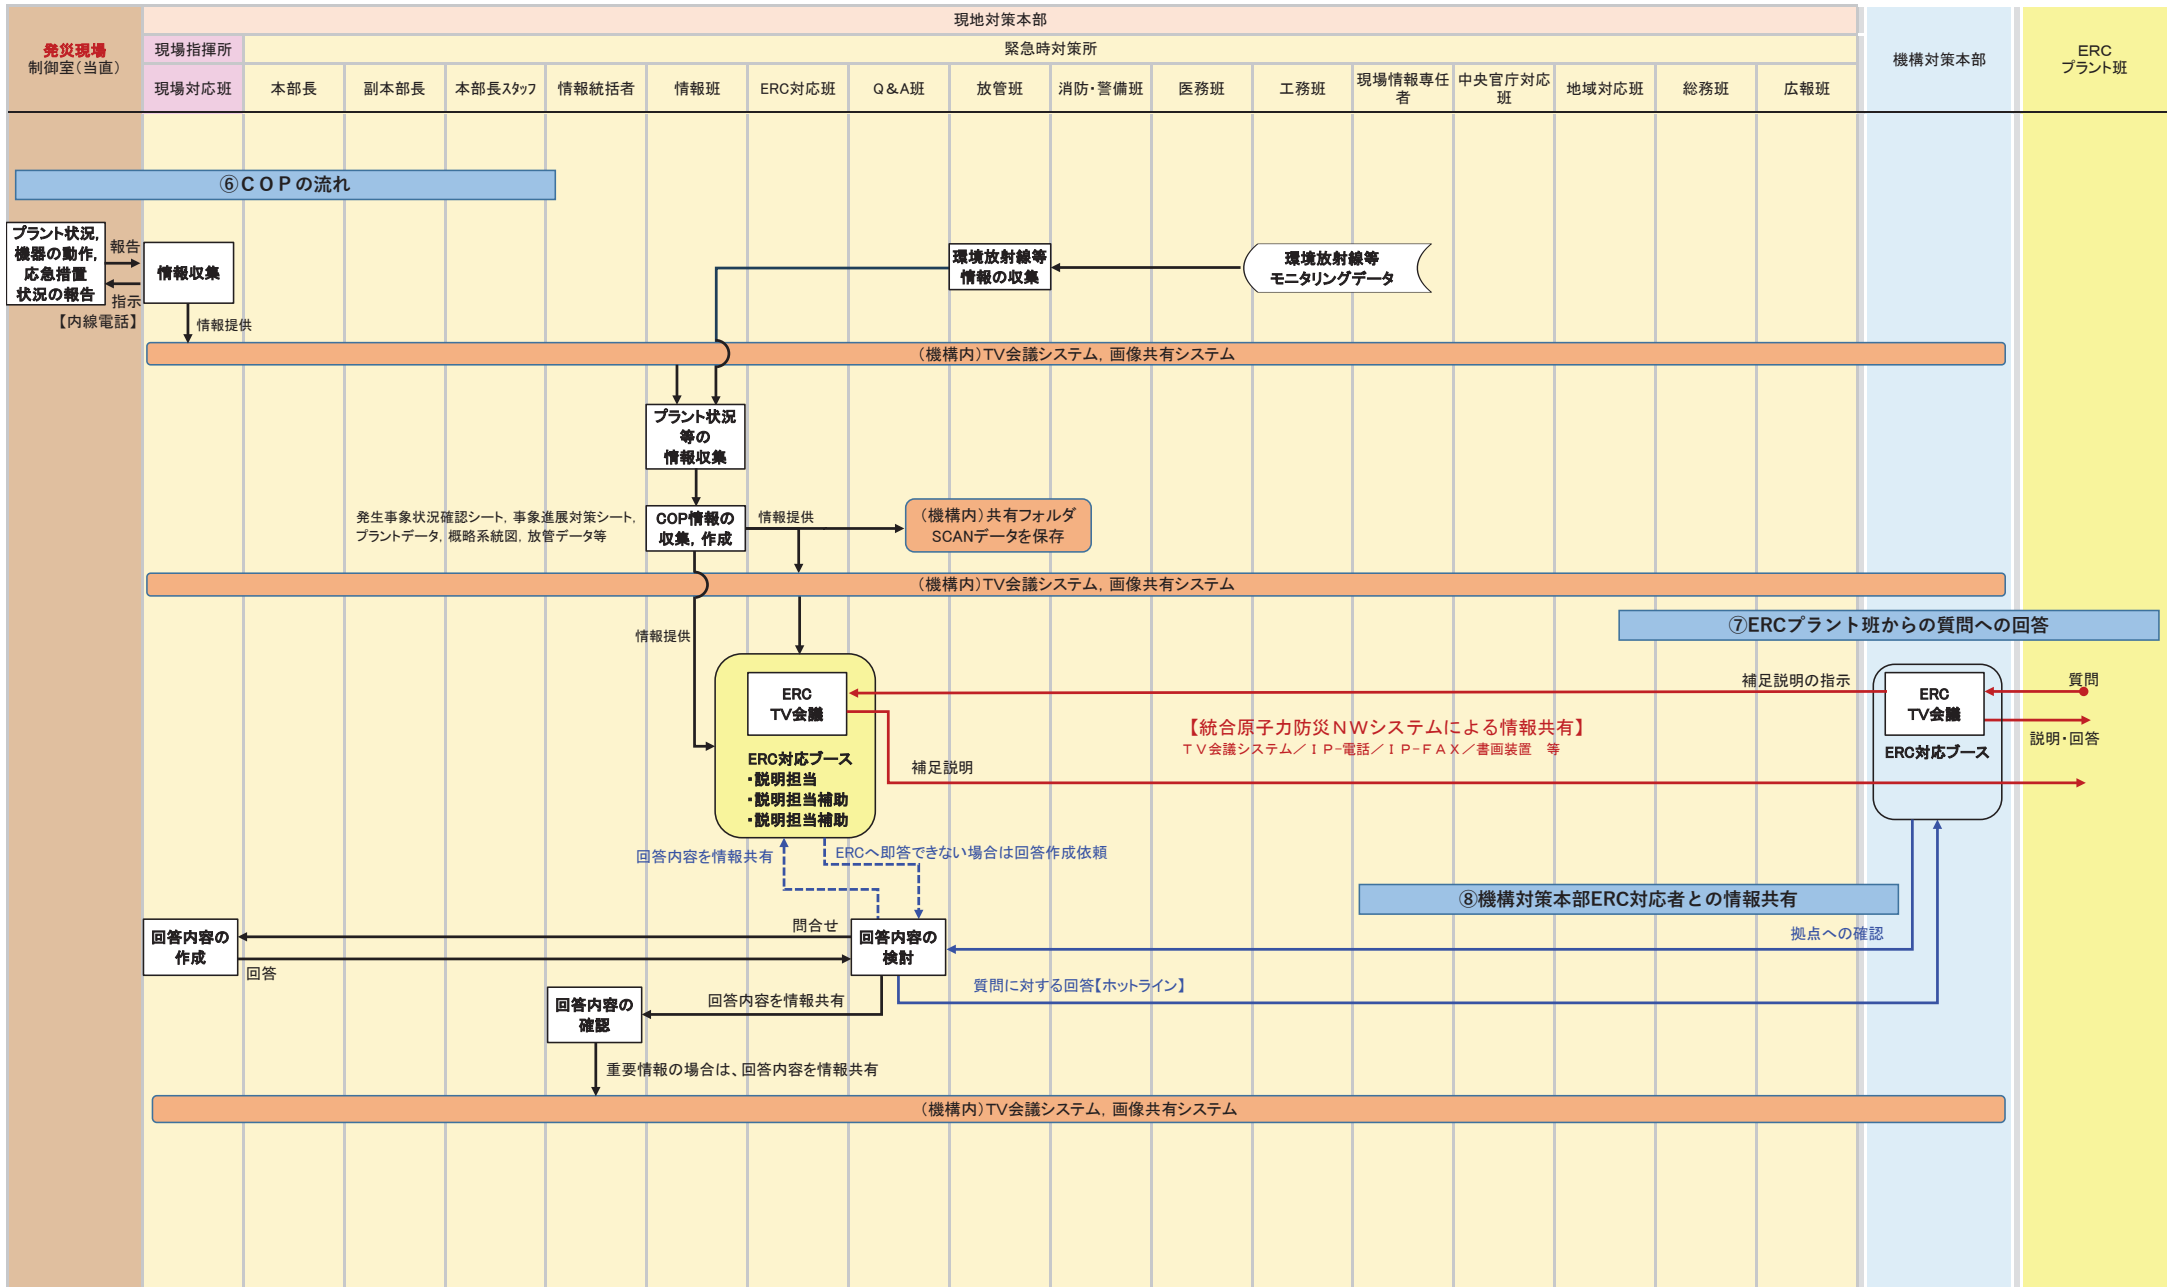 現地対策本部
発災現場
制御室（当直）
現場指揮所
緊急時対策所
機構対策本部
ERC
プラント班
現場対応班
本部長
副本部長
本部長スタッフ
情報統括者
情報班
ERC対応班
Q＆A班
放管班
消防・警備班
医務班
工務班
現場情報専任
者
中央官庁対応
班
地域対応班
総務班
広報班
⑥ＣＯＰの流れ
プラント状況，
機器の動作，
応急措置
状況の報告
報告
指示
【内線電話】
情報収集
情報提供
環境放射線等
情報の収集
環境放射線等
モニタリングデータ
（機構内）TV会議システム，画像共有システム
プラント状況
等の
情報収集
発生事象状況確認シート，事象進展対策シート，
プラントデータ，概略系統図，放管データ等
COP情報の
収集，作成
情報提供
（機構内）共有フォルダ
SCANデータを保存
（機構内）TV会議システム，画像共有システム
⑦ERCプラント班からの質問への回答
情報提供
ERC
TV会議
ERC対応ブース
・説明担当
・説明担当補助
・説明担当補助
補足説明の指示
【統合原子力防災ＮＷシステムによる情報共有】
ＴＶ会議システム／ＩＰ-電話／ＩＰ-ＦＡＸ／書画装置　等
補足説明
ERC
TV会議
ERC対応ブース
質問
説明・回答
回答内容を情報共有
ERCへ即答できない場合は回答作成依頼
⑧機構対策本部ERC対応者との情報共有
回答内容の
作成
問合せ
回答
回答内容の
検討
拠点への確認
質問に対する回答【ホットライン】
回答内容を情報共有
回答内容の
確認
重要情報の場合は、回答内容を情報共有
（機構内）TV会議システム，画像共有システム